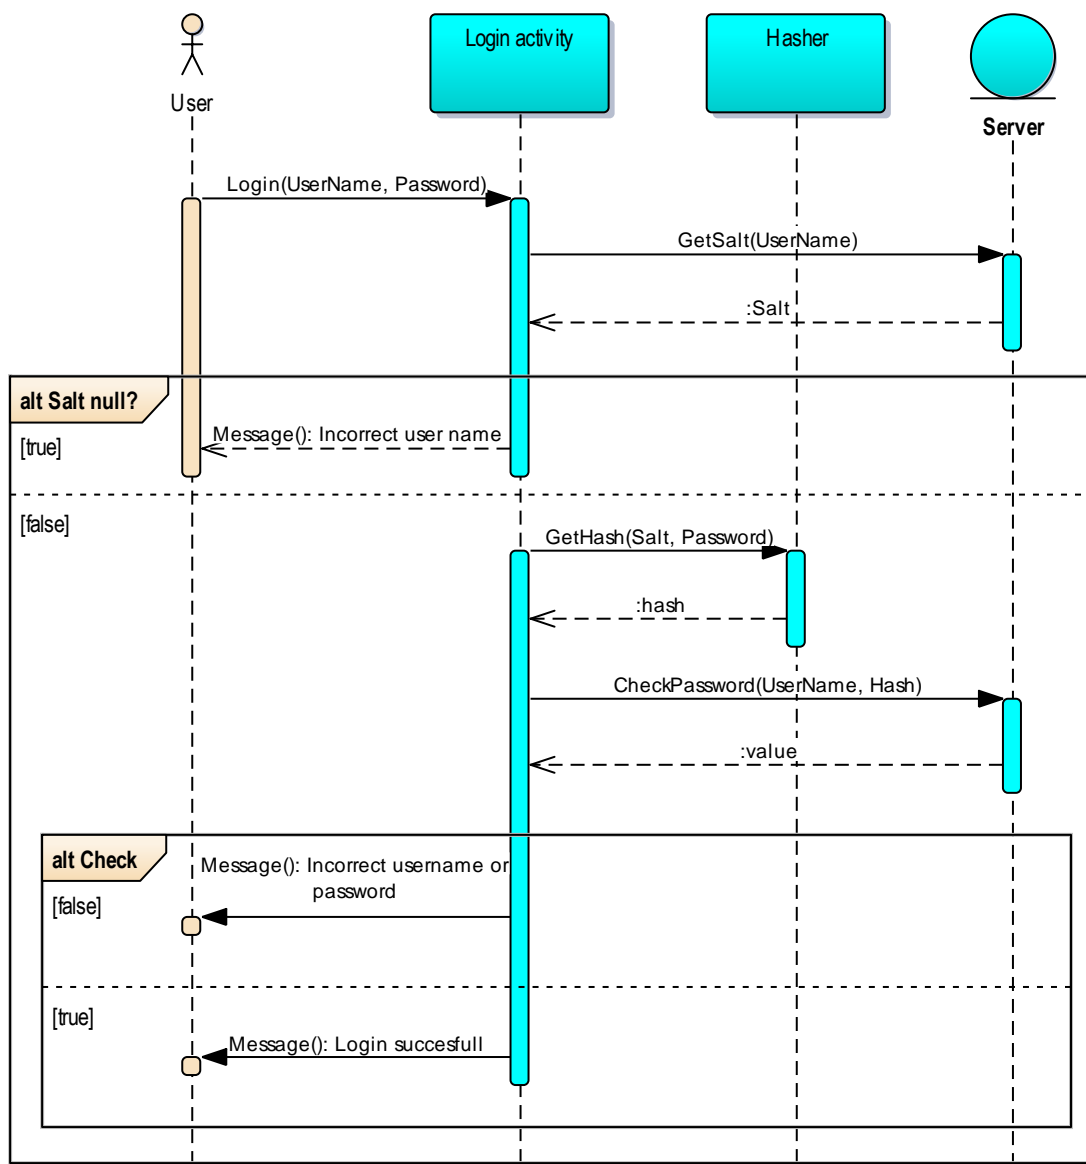 User
Login activity
Hasher
Server
Login(UserName, Password)
GetSalt(UserName)
:Salt
alt Salt null?
[true]
Message(): Incorrect user name
[false]
GetHash(Salt, Password)
:hash
CheckPassword(UserName, Hash)
:value
alt Check
Message(): Incorrect username or
password
[false]
[true]
Message(): Login succesfull